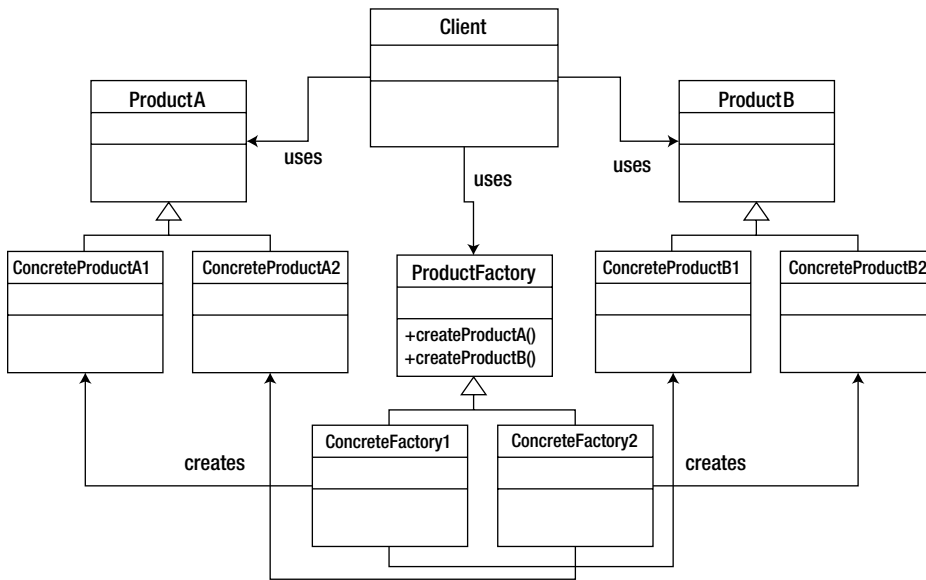 Client
ProductA
ProductB
uses
uses
uses
ConcreteProductA1
ConcreteProductA2
ProductFactory
ConcreteProductB1
ConcreteProductB2
+createProductA()
+createProductB()
ConcreteFactory1
ConcreteFactory2
creates
creates